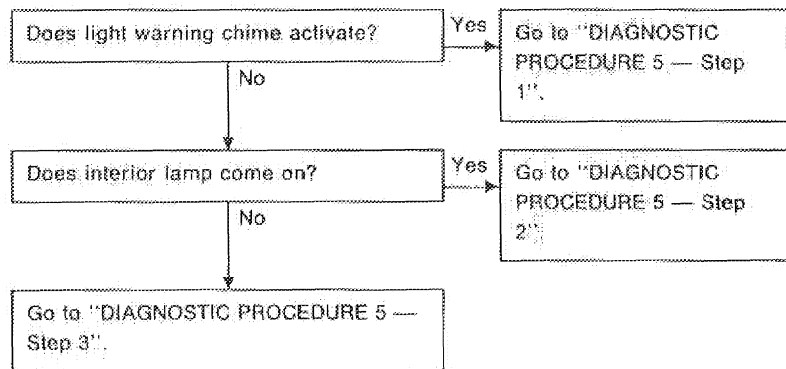 Does light warning chime activate?
Yes
Go to "DIAGNOSTIC
PROCEDURE 5 — Step
1".
No
Does interior lamp come on?
Yes
Go to "DIAGNOSTIC
PROCEDURE 5 — Step
2".
No
Go to "DIAGNOSTIC PROCEDURE 5 —
Step 3".